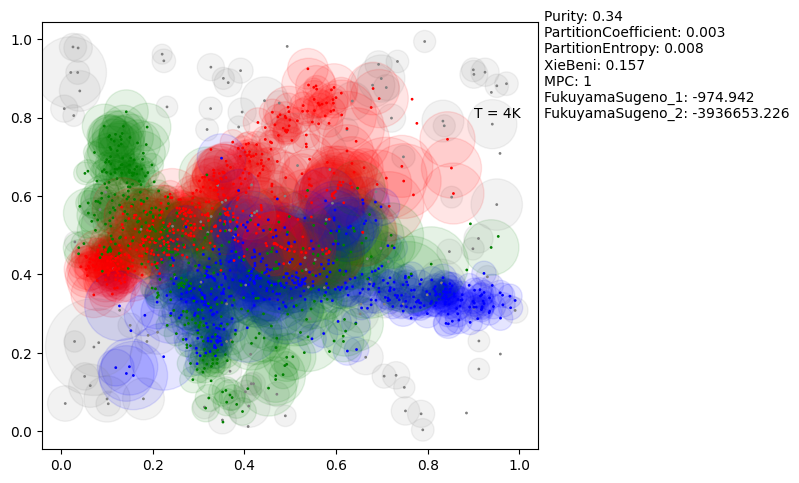 Purity: 0.34
PartitionCoefficient: 0.003
PartitionEntropy: 0.008
XieBeni: 0.157
MPC: 1
FukuyamaSugeno_1: -974.942
FukuyamaSugeno_2: -3936653.226
T = 4K
1.0
0.8
0.6
0.4
0.2
0.0
0.0 0.2 0.4 0.6 0.8 1.0